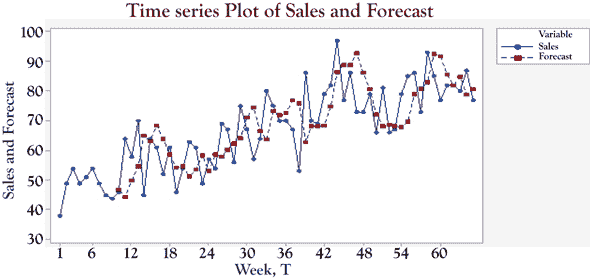 Time series Plot of Sales and Forecast
Variable
Sales
Forecast
Sales and Forecast
100
90
80
70
60
50
40
30
1 6 12 18 24 30 36 42 48 54 60
Week, T